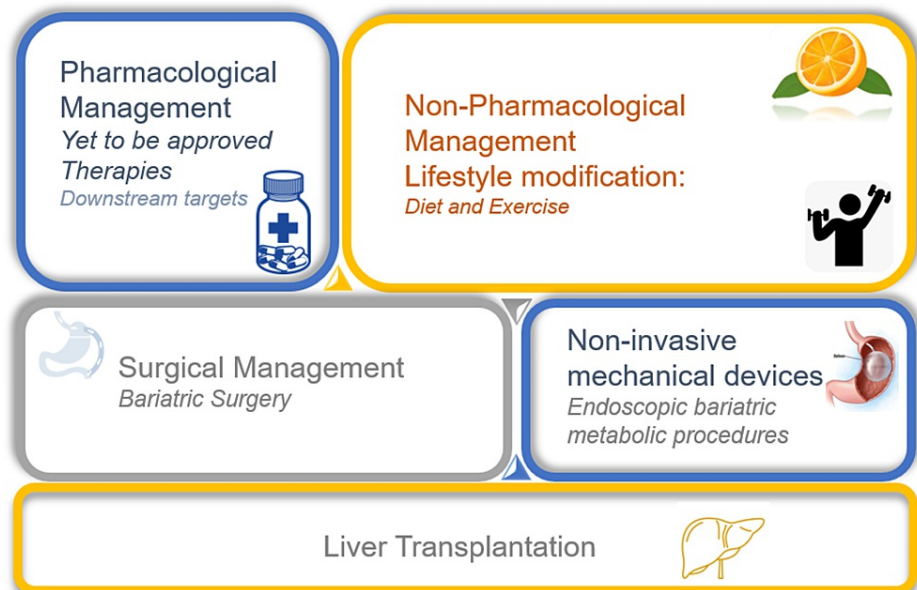 Pharmacological
Management
Yet to be approved
Therapies
Downstream targets
Non-Pharmacological
Management
Lifestyle modification:
Diet and Exercise
Surgical Management
Bariatric Surgery
Non-invasive
mechanical devices
Endoscopic bariatric
metabolic procedures
Liver Transplantation